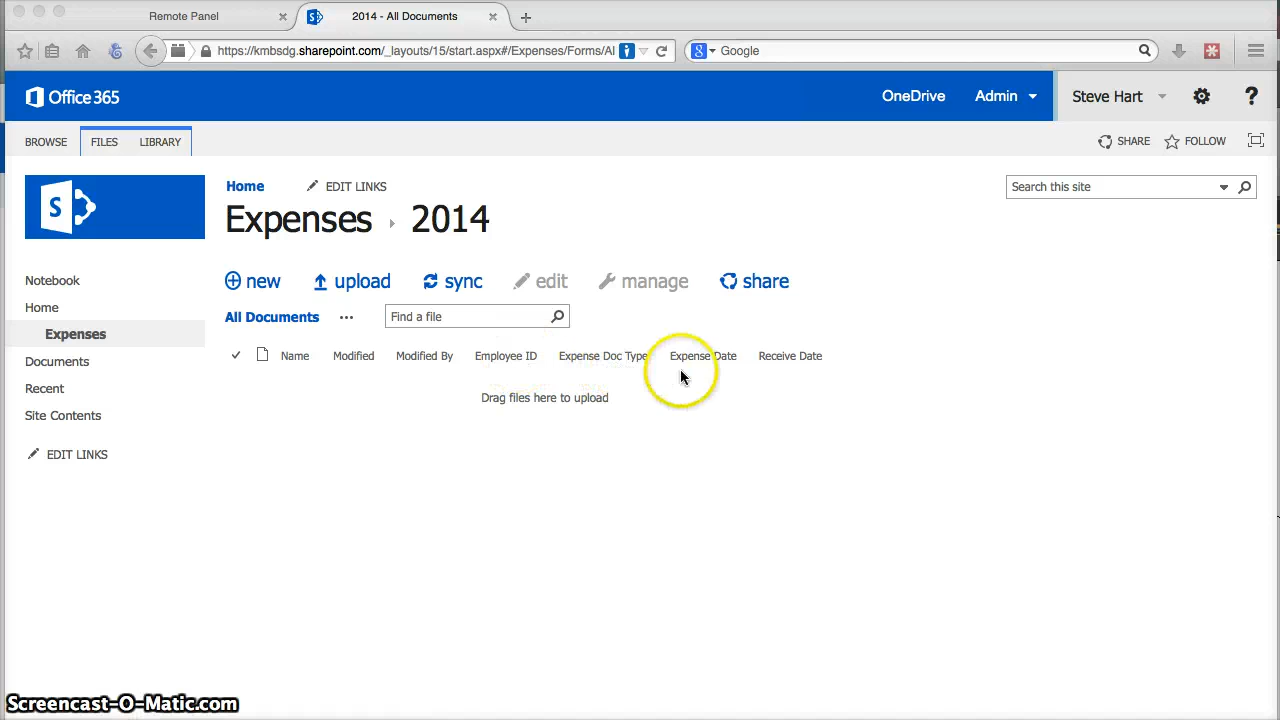 Remote Panel
2014 - All Documents
https://kmbsdg.sharepoint.com/_layouts/15/start.aspx#/Expenses/Forms/Al
Google
Office 365
OneDrive
Admin
Steve Hart
?
BROWSE
FILES
LIBRARY
SHARE
FOLLOW
S
Home
EDIT LINKS
Search this site
Expenses 2014
new
upload
sync
edit
manage
share
All Documents
...
Find a file
Name
Modified
Modified By
Employee ID
Expense Doc Type
Expense Date
Receive Date
Drag files here to upload
Notebook
Home
Expenses
Documents
Recent
Site Contents
EDIT LINKS
Screencast-O-Matic.com